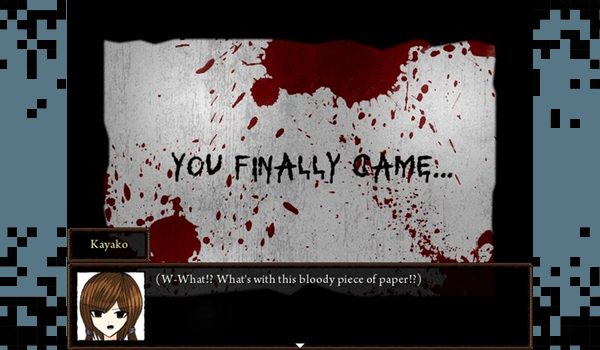 YOU FINALLY CAME...
Kayako
(W-What!? What's with this bloody piece of paper!?)